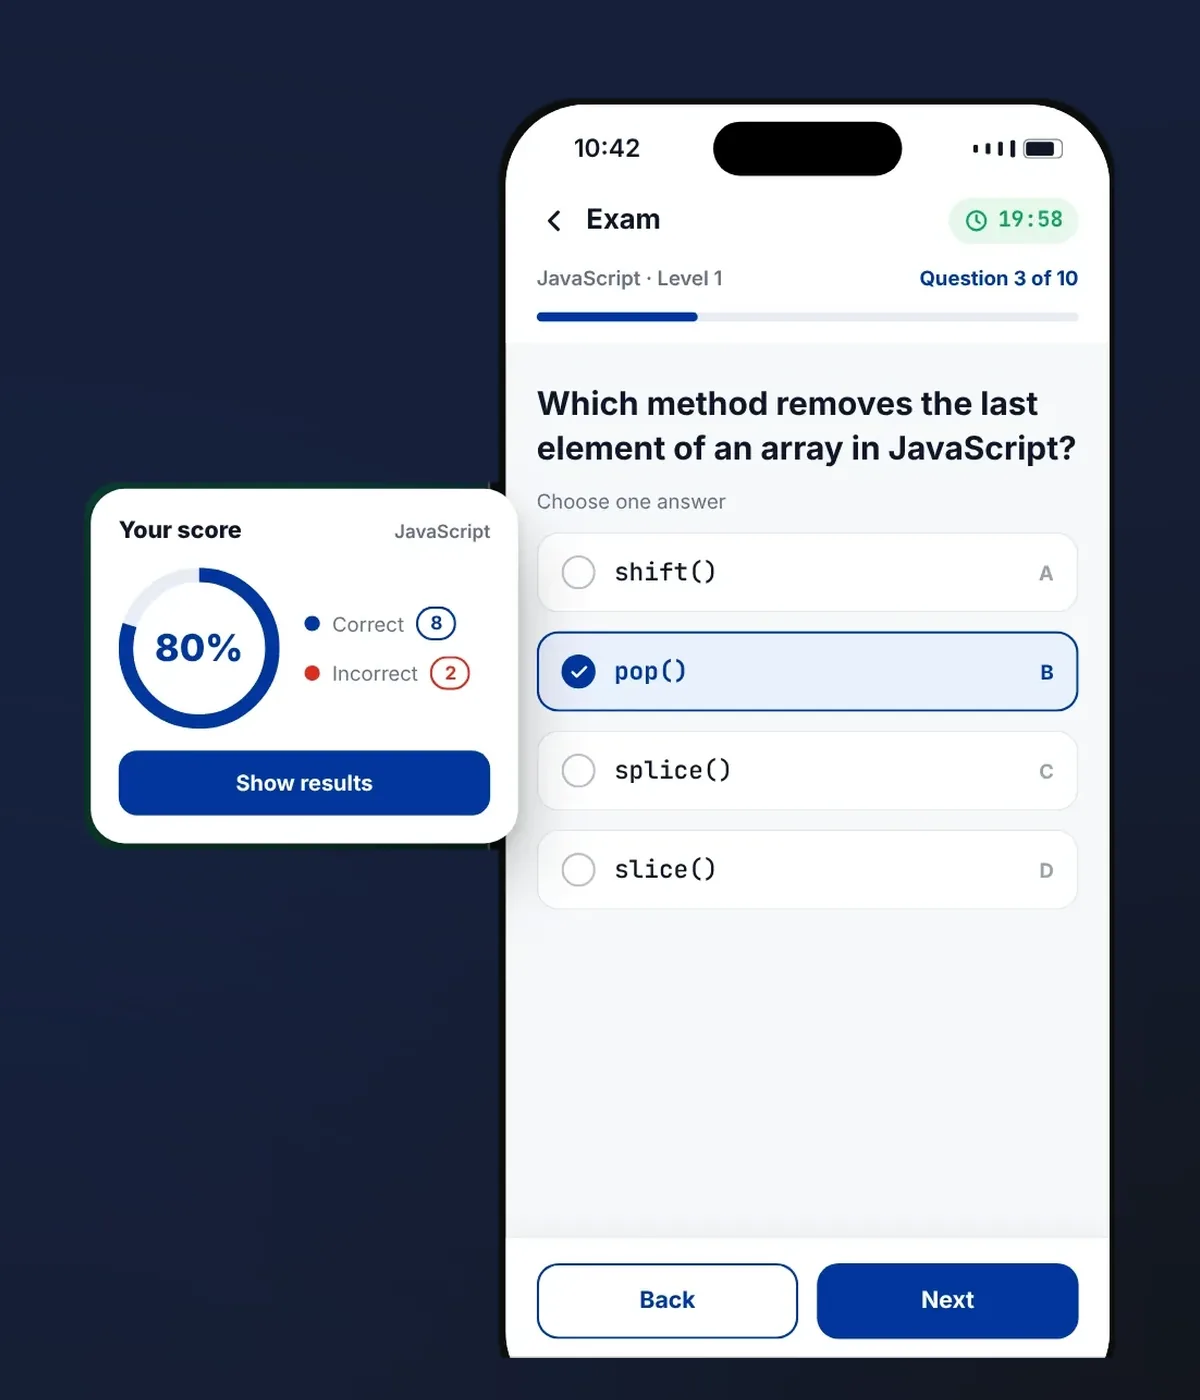 10:42
Exam
19:58
JavaScript · Level 1
Question 3 of 10
Which method removes the last
element of an array in JavaScript?
Choose one answer
shift()
A
pop()
B
splice()
C
slice()
D
Back
Next
Your score
JavaScript
80%
Correct 8
Incorrect 2
Show results